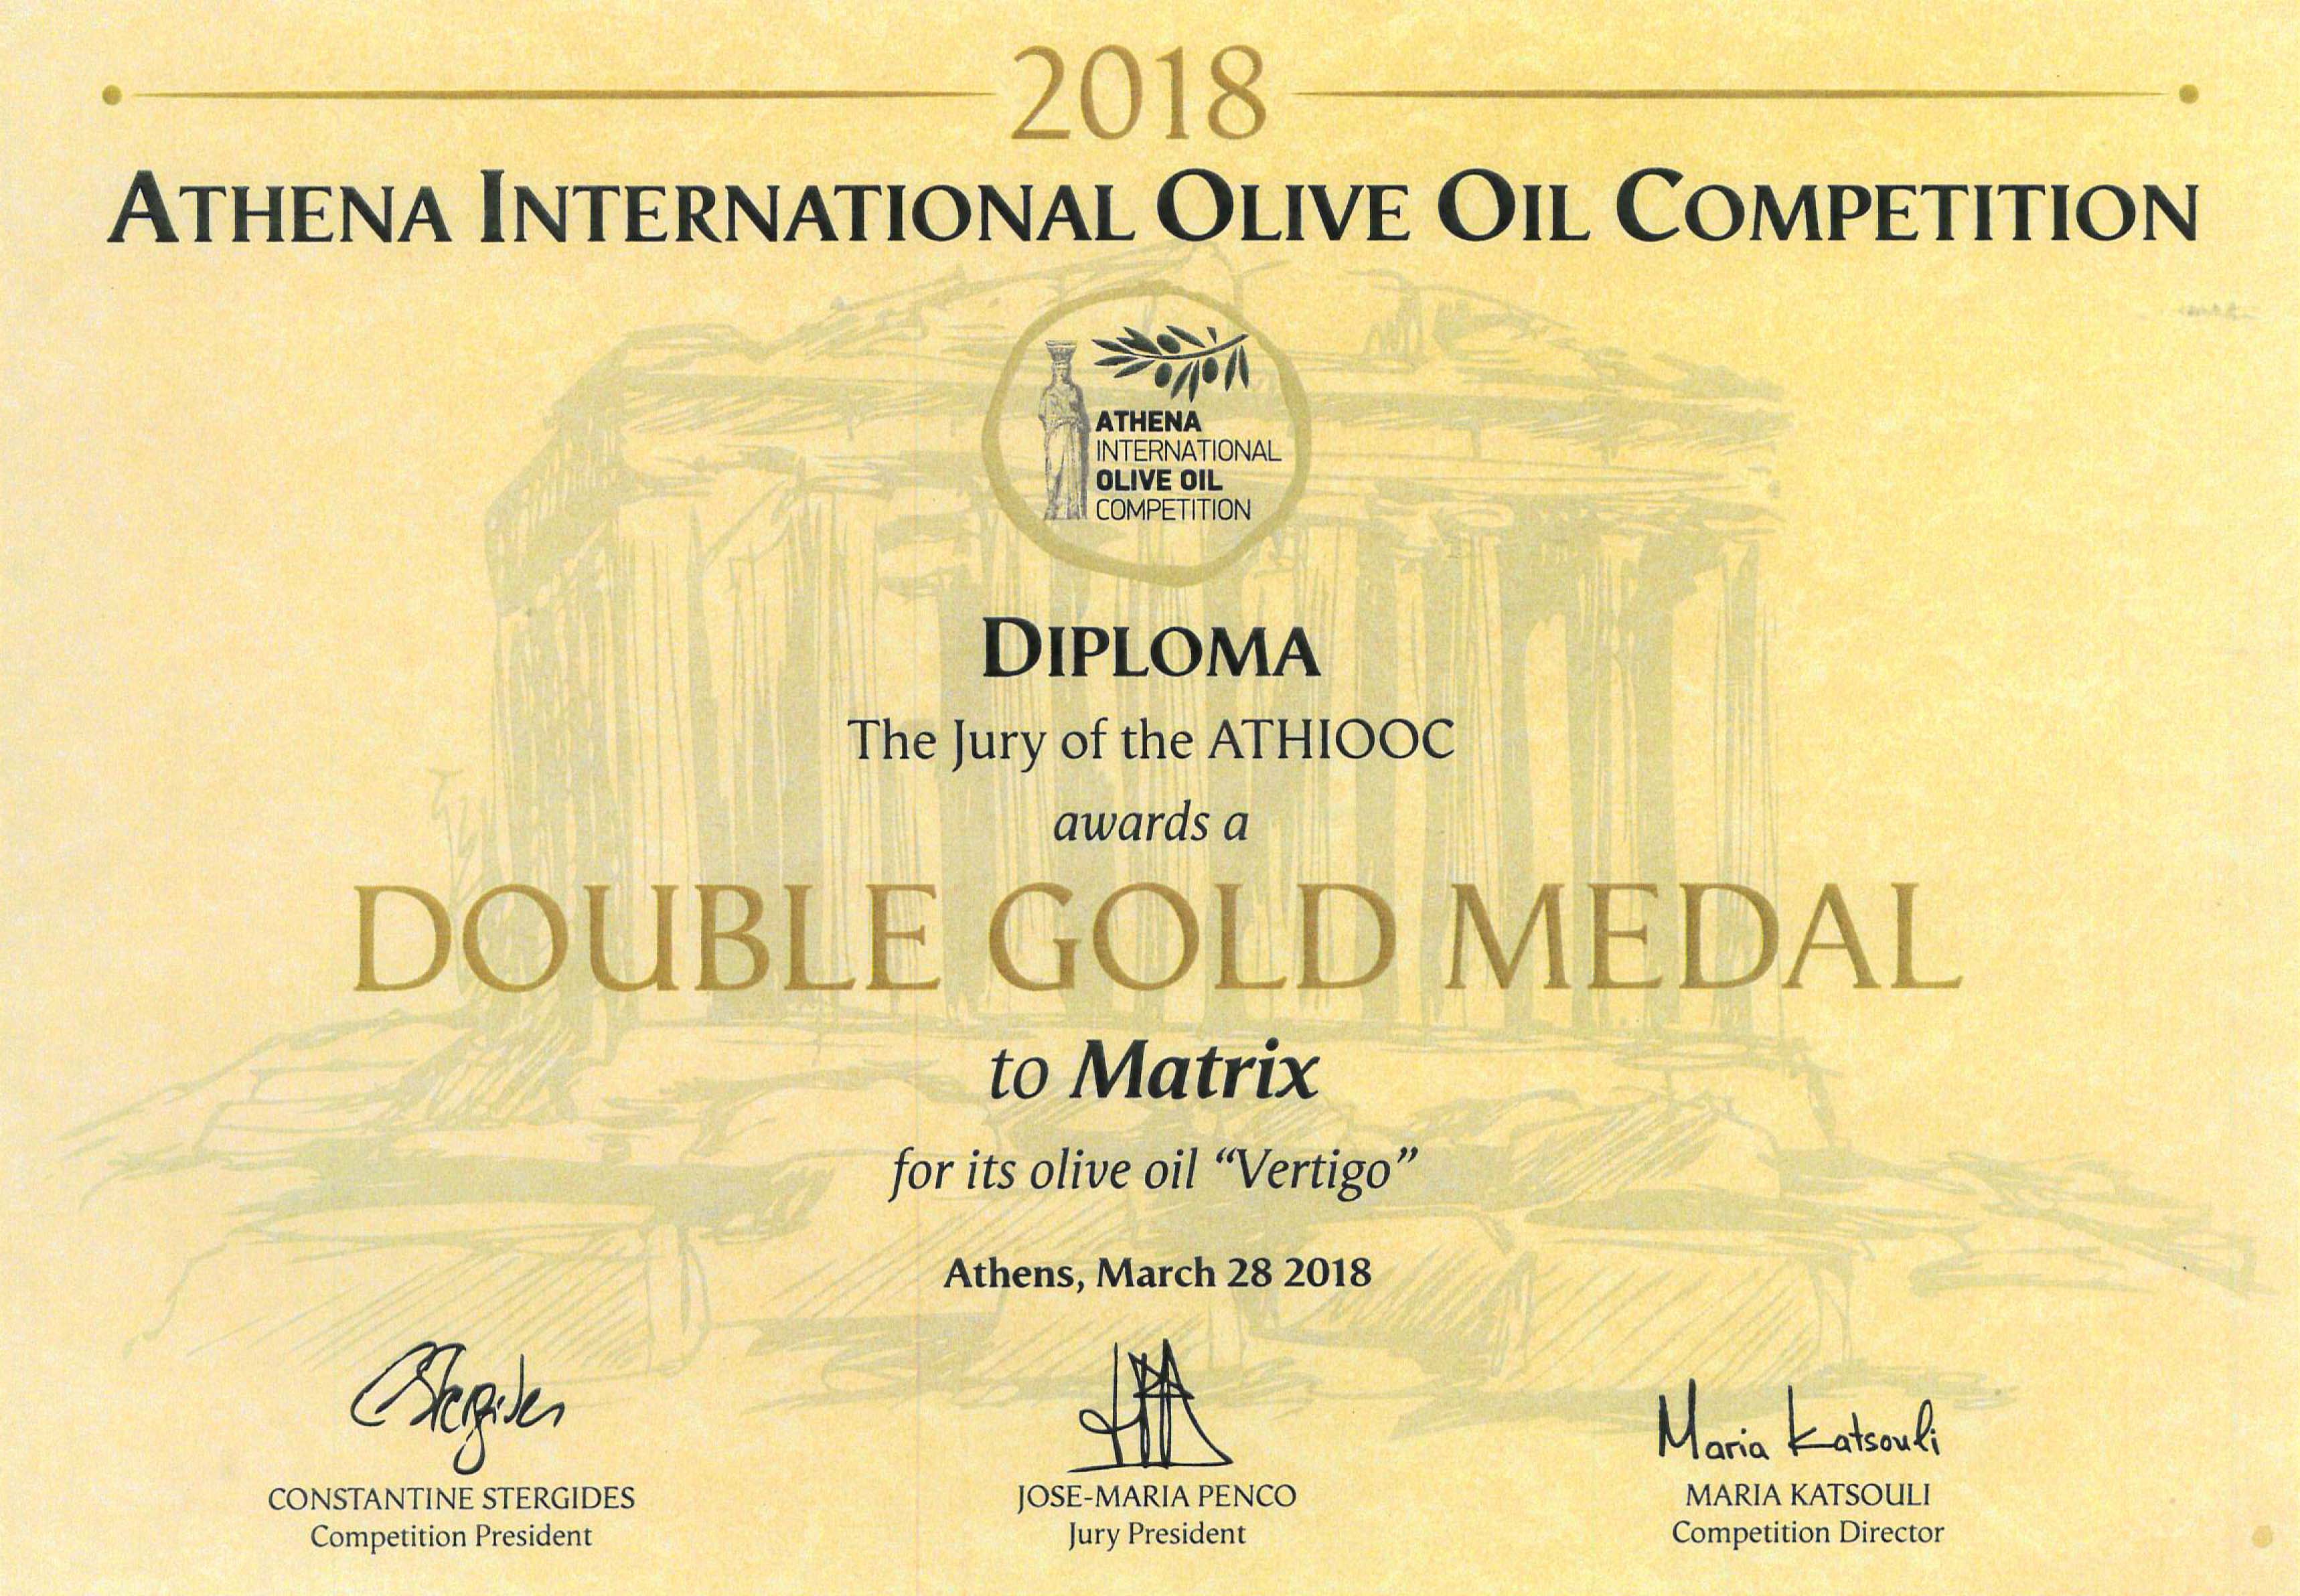 2018
ATHENA INTERNATIONAL OLIVE OIL COMPETITION
ATHENA
INTERNATIONAL
OLIVE OIL
COMPETITION
DIPLOMA
The Jury of the ATHIOOC
awards a
DOUBLE GOLD MEDAL
to Matrix
for its olive oil “Vertigo”
Athens, March 28 2018
Stergides
Maria Katsouli
CONSTANTINE STERGIDES
JOSE-MARIA PENCO
MARIA KATSOULI
Competition President
Jury President
Competition Director